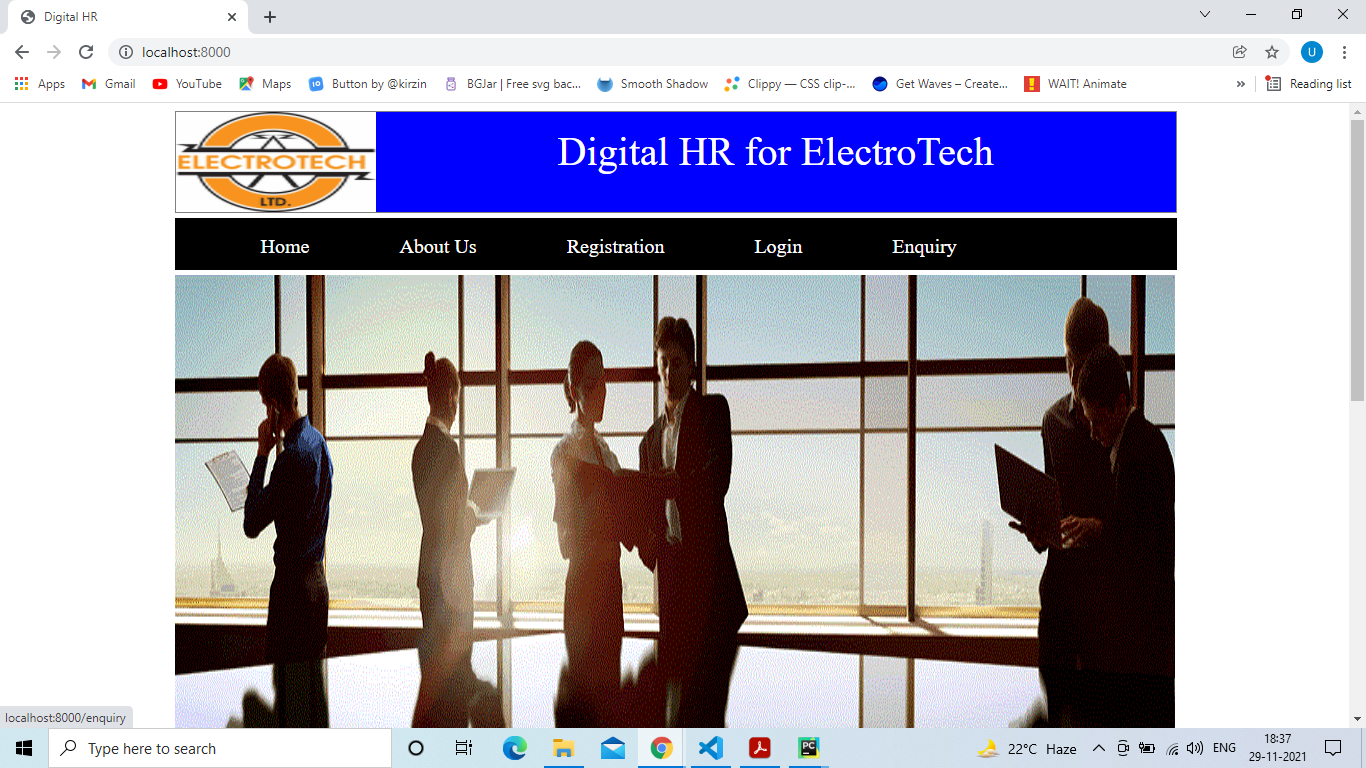 Digital HR
localhost:8000
U
Apps
Gmail
YouTube
Maps
Button by @kirzin
BGJar | Free svg bac...
Smooth Shadow
Clippy — CSS clip-...
Get Waves – Create...
WAIT! Animate
»
Reading list
ELECTROTECH
LTD.
Digital HR for ElectroTech
Home About Us Registration Login Enquiry
localhost:8000/enquiry
Type here to search
22°C Haze
ENG
18:37
29-11-2021